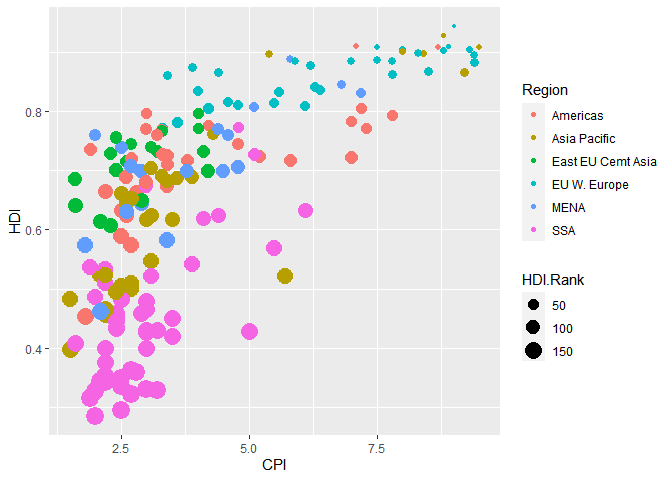 Region
Americas
Asia Pacific
East EU Cemt Asia
EU W. Europe
MENA
SSA
HDI.Rank
50
100
150
HDI
0.8
0.6
0.4
2.5 5.0 7.5
CPI